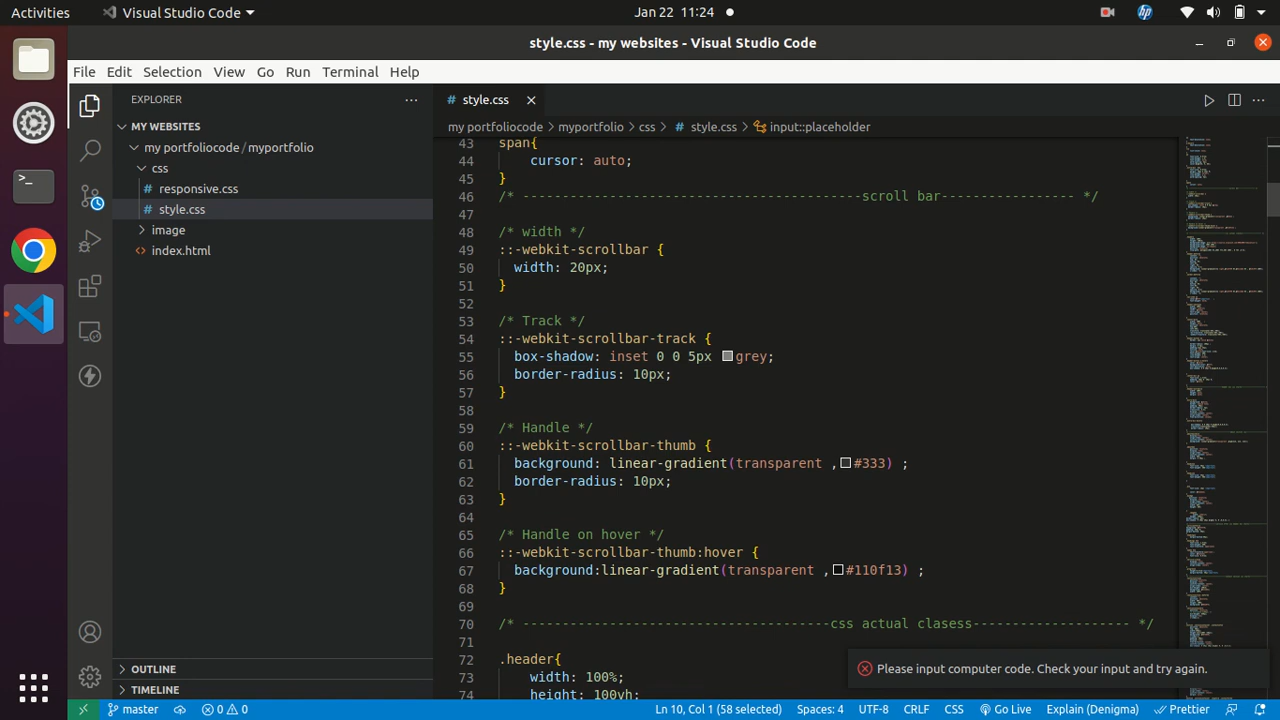 Activities
Visual Studio Code
Jan 22 11:24
style.css - my websites - Visual Studio Code
File Edit Selection View Go Run Terminal Help
EXPLORER
MY WEBSITES
my portfoliocode / myportfolio
css
# responsive.css
# style.css
image
<> index.html
OUTLINE
TIMELINE
# style.css
my portfoliocode > myportfolio > css > # style.css > input::placeholder
43 span{
44 cursor: auto;
45 }
46 /* -------------------------------------------scroll bar----------------- */
47
48 /* width */
49 ::-webkit-scrollbar {
50 width: 20px;
51 }
52
53 /* Track */
54 ::-webkit-scrollbar-track {
55 box-shadow: inset 0 0 5px grey;
56 border-radius: 10px;
57 }
58
59 /* Handle */
60 ::-webkit-scrollbar-thumb {
61 background: linear-gradient(transparent ,#333) ;
62 border-radius: 10px;
63 }
64
65 /* Handle on hover */
66 ::-webkit-scrollbar-thumb:hover {
67 background:linear-gradient(transparent ,#110f13) ;
68 }
69
70 /* ---------------------------------------css actual clasess-------------------- */
71
72 .header{
73 width: 100%;
74 height: 100vh;
Please input computer code. Check your input and try again.
master 0 0 Ln 10, Col 1 (58 selected) Spaces: 4 UTF-8 CRLF CSS Go Live Explain (Denigma) Prettier